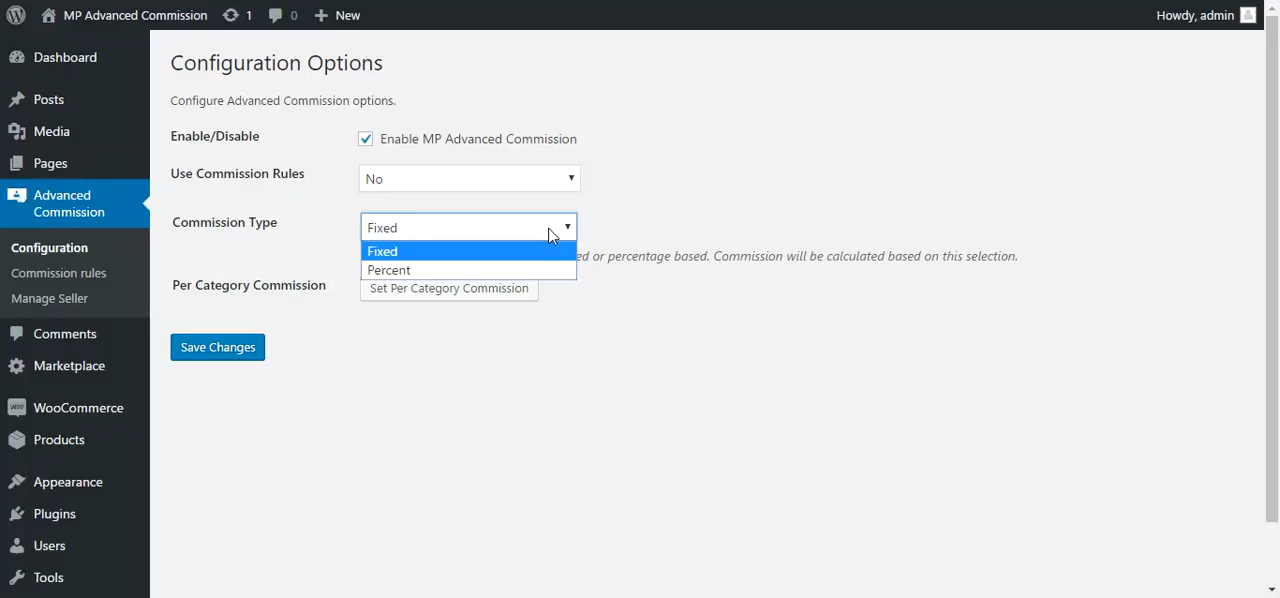 MP Advanced Commission 1 0 New Howdy, admin
Dashboard
Posts
Media
Pages
Advanced
Commission
Configuration
Commission rules
Manage Seller
Comments
Marketplace
WooCommerce
Products
Appearance
Plugins
Users
Tools
Configuration Options
Configure Advanced Commission options.
Enable/Disable Enable MP Advanced Commission
Use Commission Rules No
Commission Type Fixed
Fixed
Percent
or percentage based. Commission will be calculated based on this selection.
Per Category Commission Set Per Category Commission
Save Changes